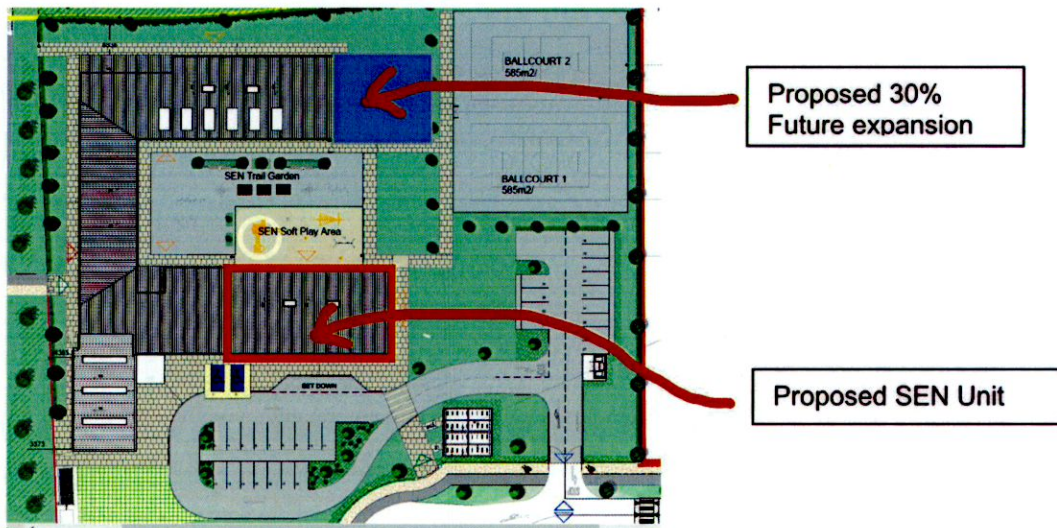 BALLCOURT 2
585m2/
Proposed 30%
Future expansion
SEN Trail Garden
BALLCOURT 1
585m2/
SEN Soft Play Area
SET DOWN
Proposed SEN Unit